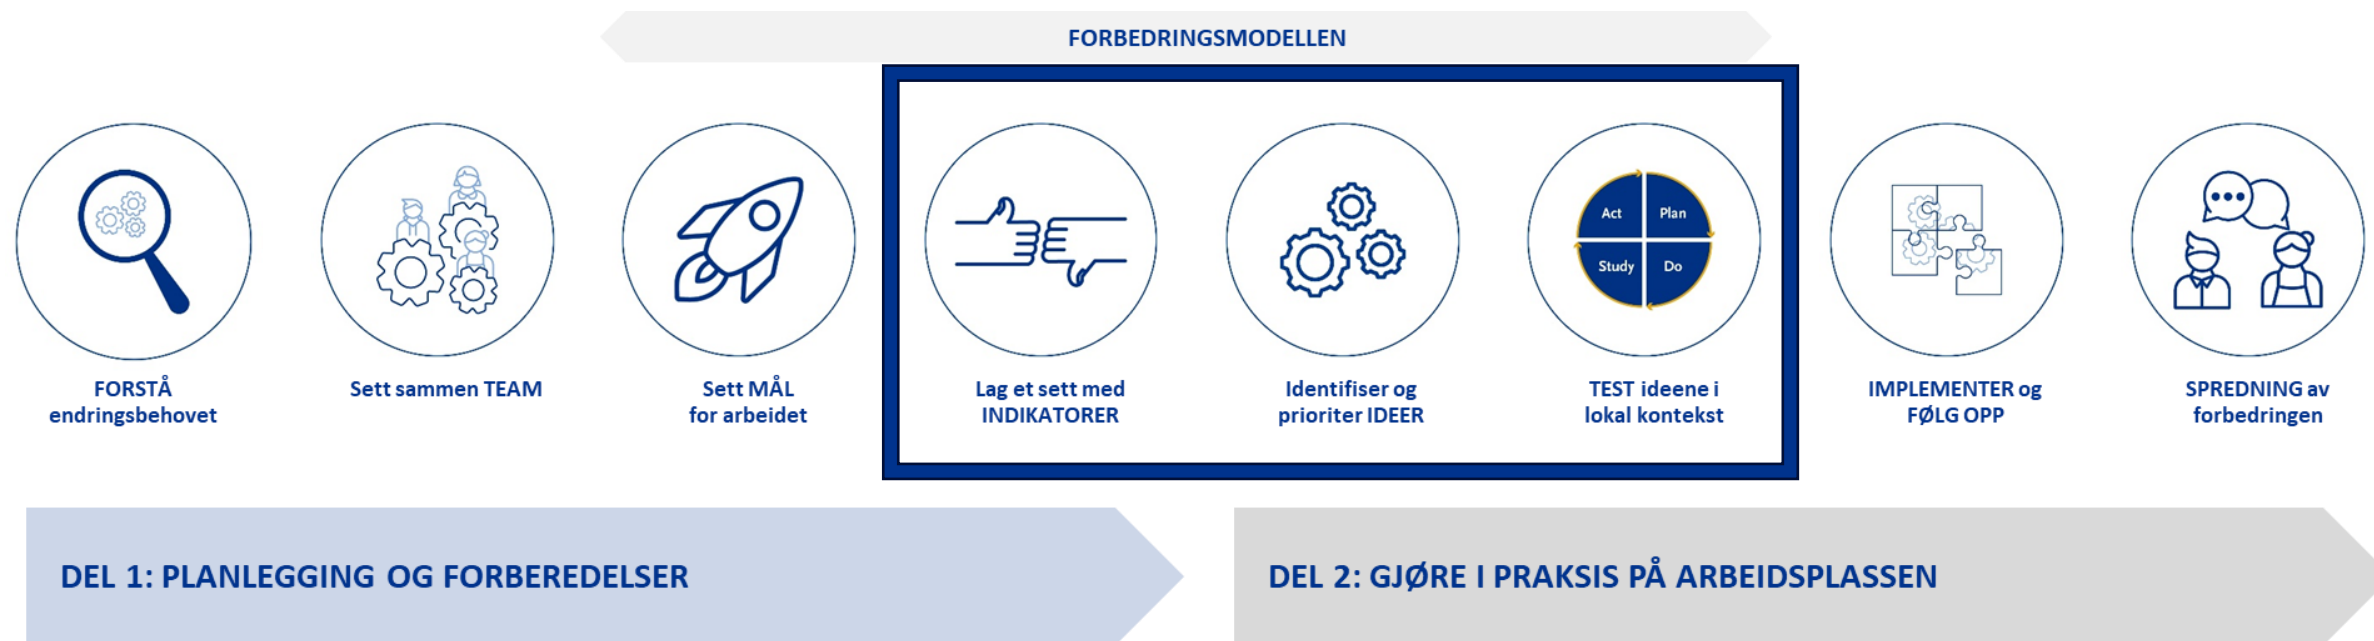 FORBEDRINGSMODELLEN
FORSTÅ
endringsbehovet
Sett sammen TEAM
Sett MÅL
for arbeidet
Lag et sett med
INDIKATORER
Identifiser og
prioriter IDEER
Act
Plan
Study
Do
TEST ideene i
lokal kontekst
IMPLEMENTER og
FØLG OPP
SPREDNING av
forbedringen
DEL 1: PLANLEGGING OG FORBEREDELSER
DEL 2: GJØRE I PRAKSIS PÅ ARBEIDSPLASSEN